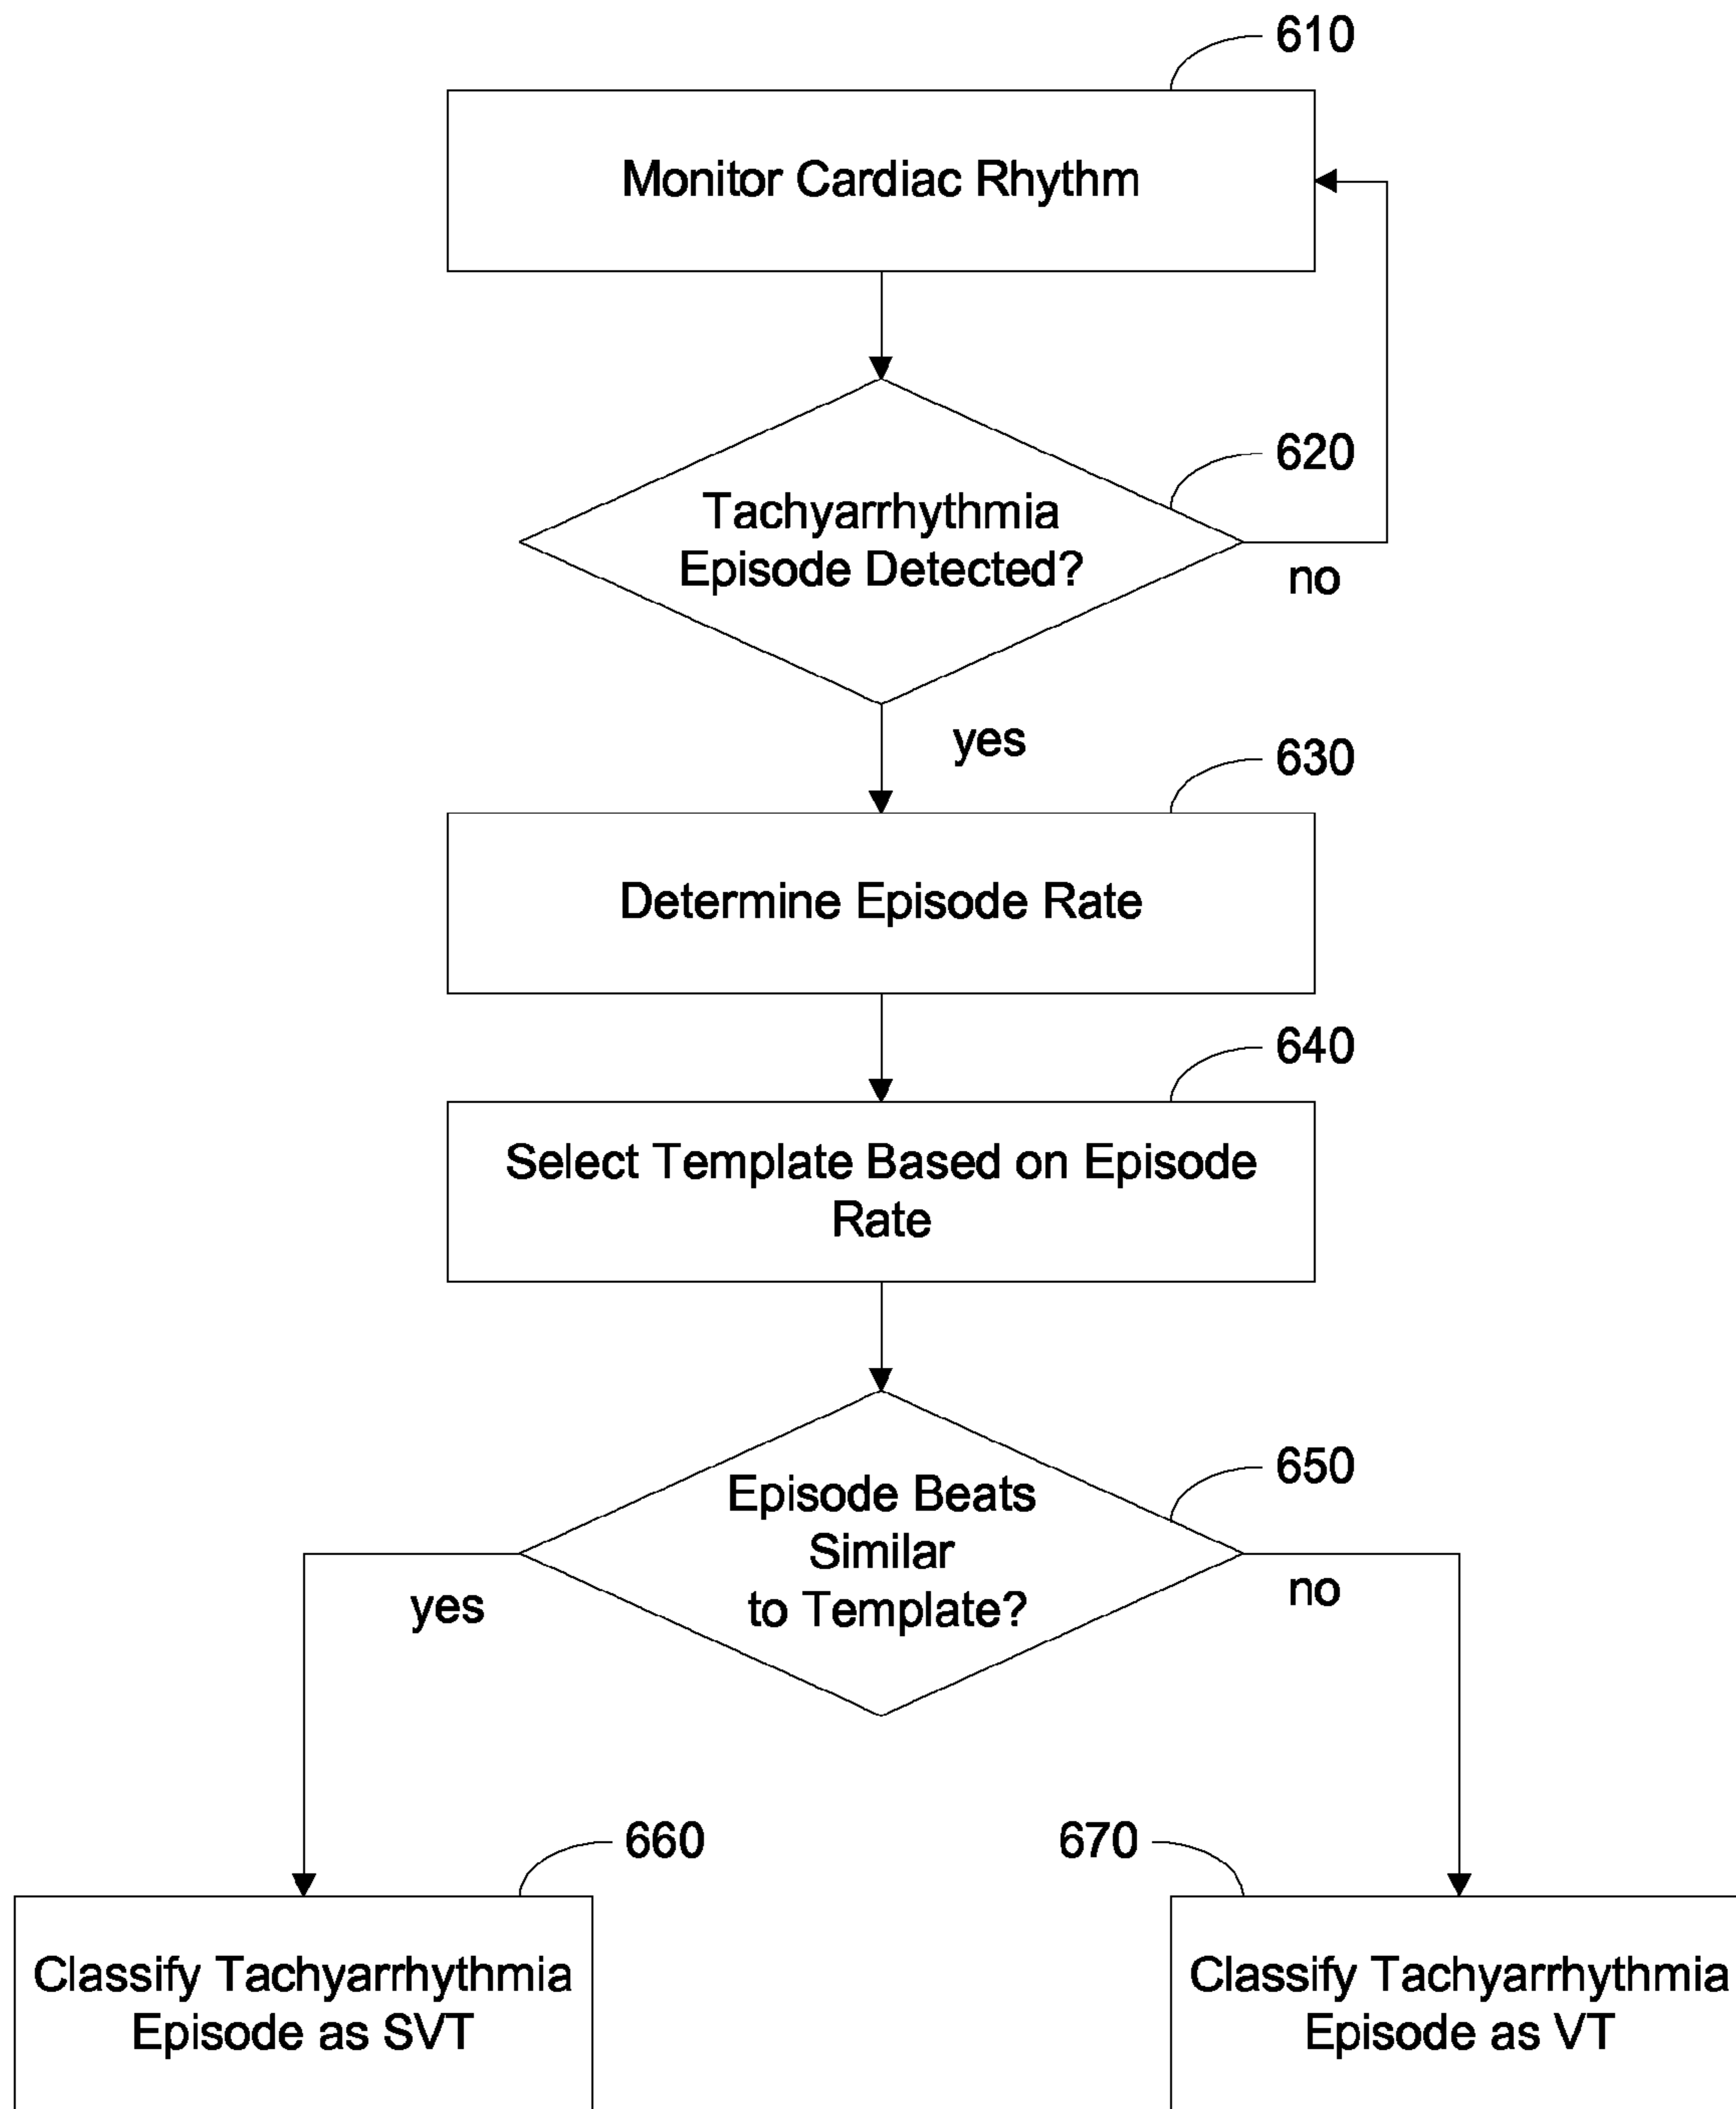 610
Monitor Cardiac Rhythm
620
Tachyarrhythmia
Episode Detected?
no
yes
630
Determine Episode Rate
640
Select Template Based on Episode
Rate
650
Episode Beats
Similar
to Template?
yes
no
660
670
Classify Tachyarrhythmia
Episode as SVT
Classify Tachyarrhythmia
Episode as VT